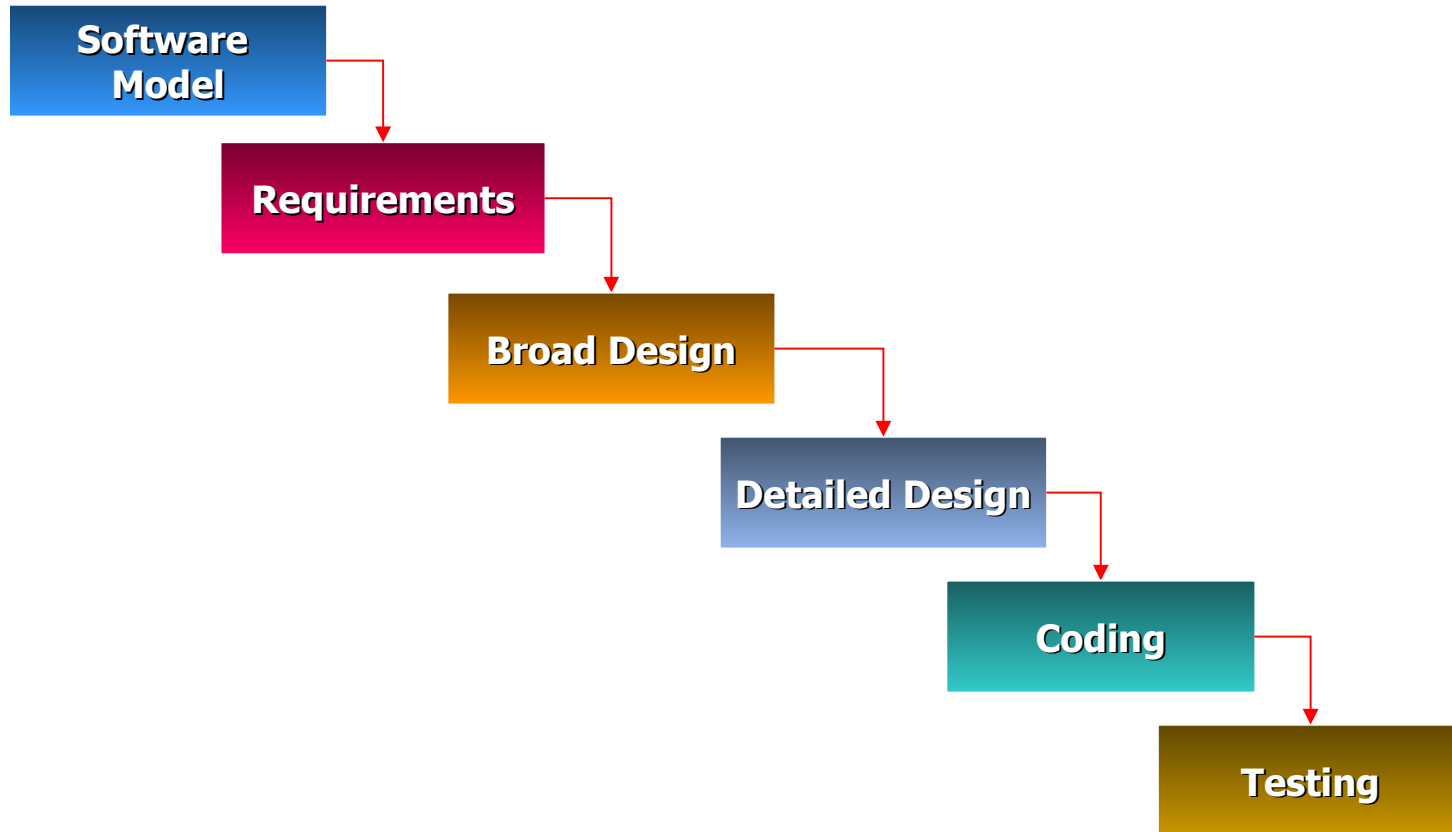 Software
Model
Requirements
Broad Design
Detailed Design
Coding
Testing